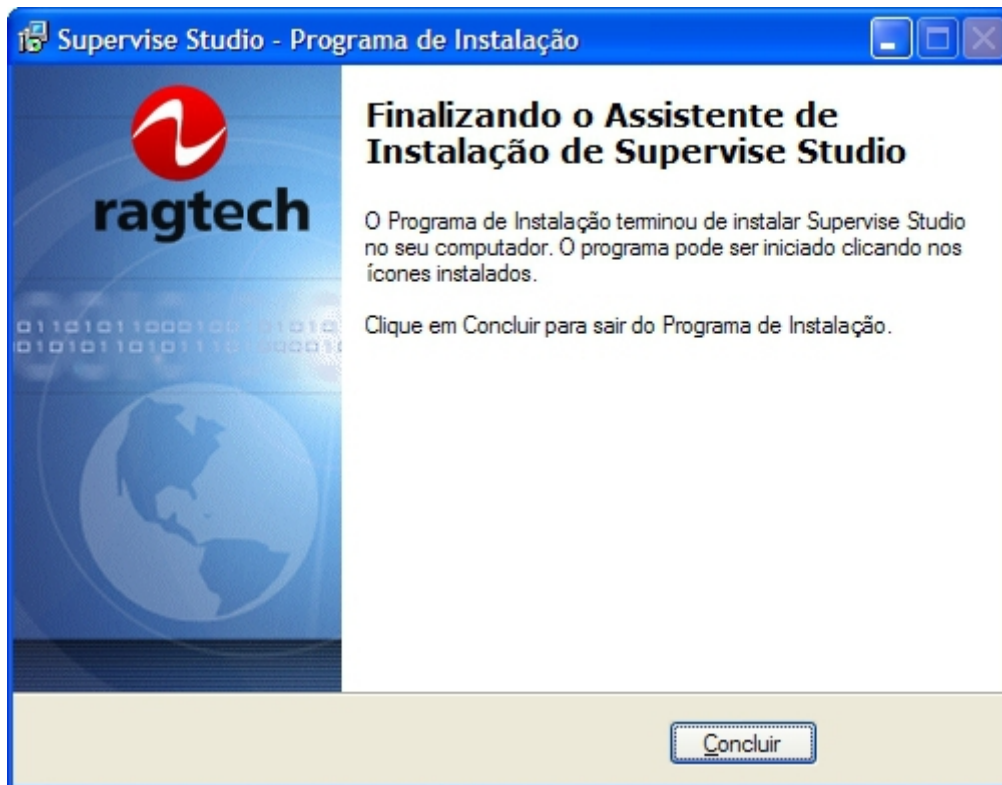 Supervise Studio - Programa de Instalação
ragtech
Finalizando o Assistente de
Instalação de Supervise Studio
O Programa de Instalação terminou de instalar Supervise Studio
no seu computador. O programa pode ser iniciado clicando nos
ícones instalados.
Clique em Concluir para sair do Programa de Instalação.
Concluir